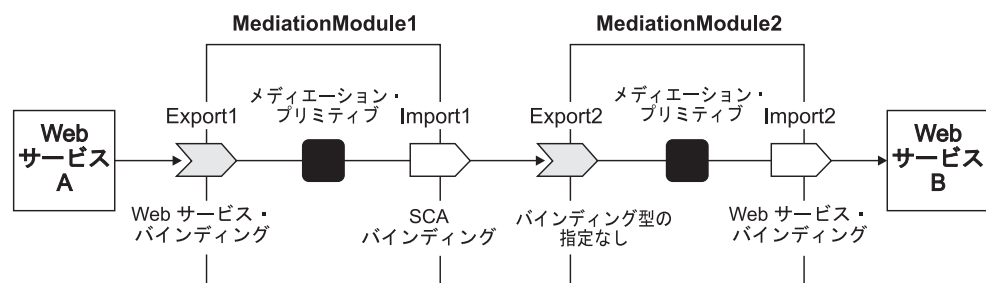 MediationModule1
MediationModule2
Web
サービス
A
Export1
メディエーション・
プリミティブ
Import1
Export2
メディエーション・
プリミティブ
Import2
Web
サービス
B
Web サービス・
バインディング
SCA
バインディング
バインディング型の
指定なし
Web サービス・
バインディング